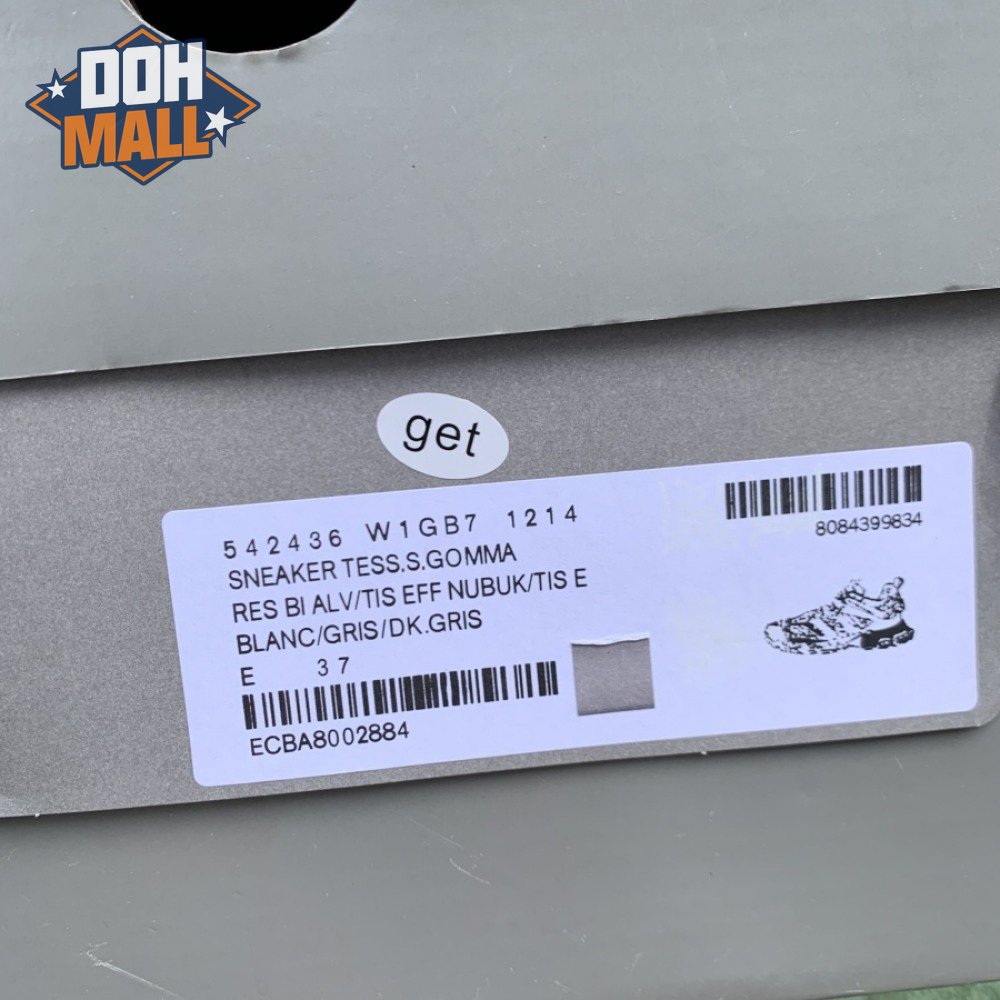 DOH
MALL
get
542436 W1GB7 1214
SNEAKER TESS.S.GOMMA
RES BI ALV/TIS EFF NUBUK/TIS E
BLANC/GRIS/DK.GRIS
E 37
ECBA8002884
8084399834